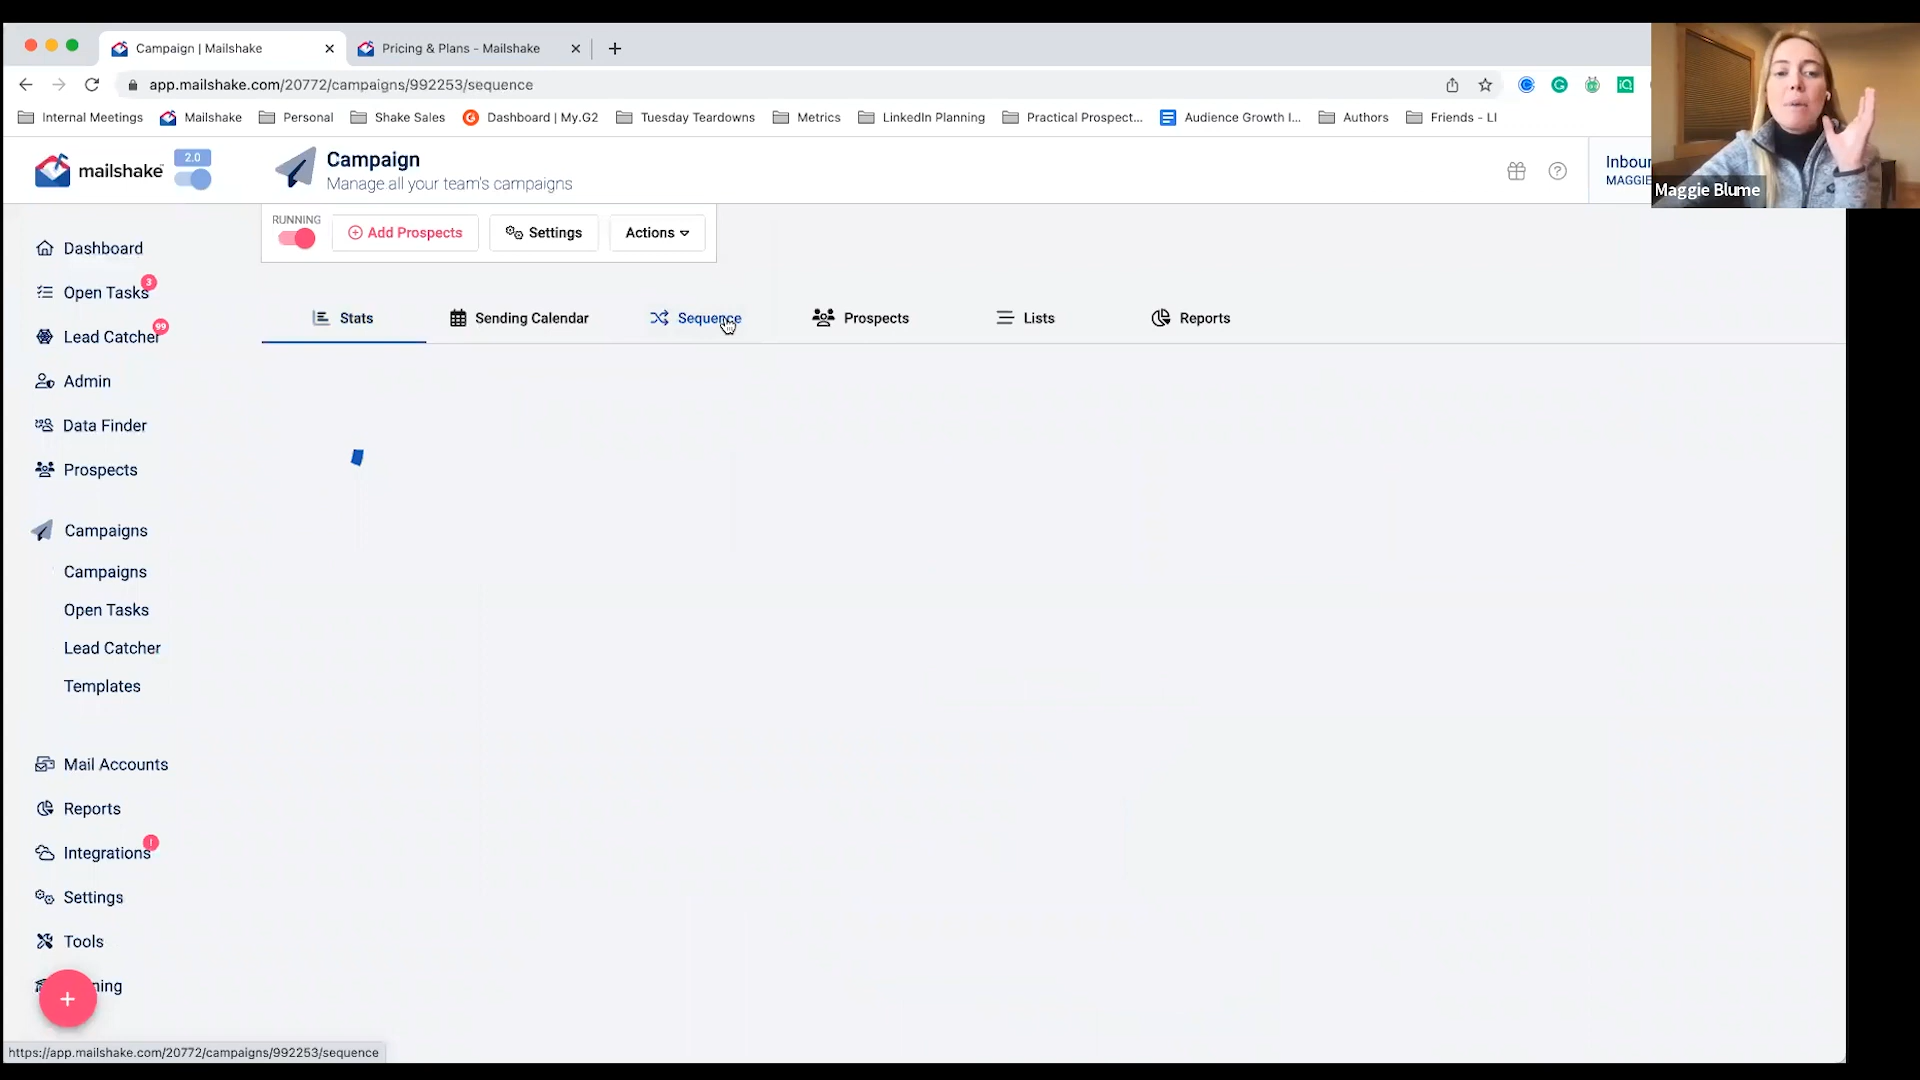 Campaign | Mailshake
Pricing & Plans - Mailshake
app.mailshake.com/20772/campaigns/992253/sequence
Internal Meetings
Mailshake
Personal
Shake Sales
Dashboard | My.G2
Tuesday Teardowns
Metrics
LinkedIn Planning
Practical Prospect...
Audience Growth I...
Authors
Friends - LI
mailshake
2.0
Campaign
Manage all your team's campaigns
Inboun
MAGGIE
Maggie Blume
RUNNING
Add Prospects
Settings
Actions
Stats
Sending Calendar
Sequence
Prospects
Lists
Reports
Dashboard
Open Tasks
3
Lead Catcher
99
Admin
Data Finder
Prospects
Campaigns
Campaigns
Open Tasks
Lead Catcher
Templates
Mail Accounts
Reports
Integrations
!
Settings
Tools
ning
https://app.mailshake.com/20772/campaigns/992253/sequence